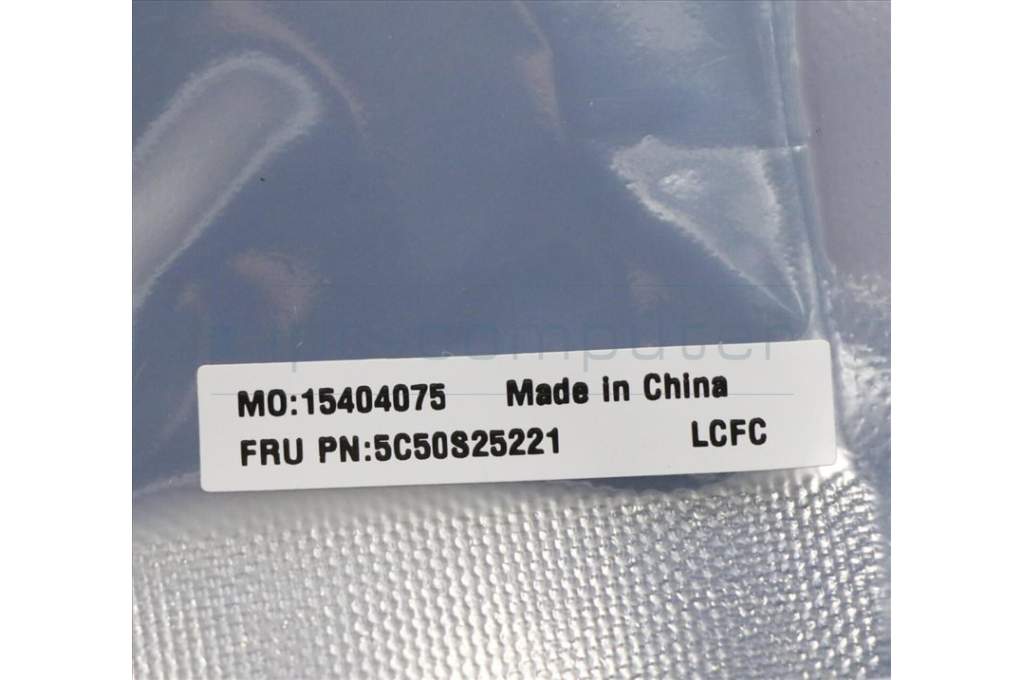 MO:15404075 Made in China
FRU PN:5C50S25221 LCFC